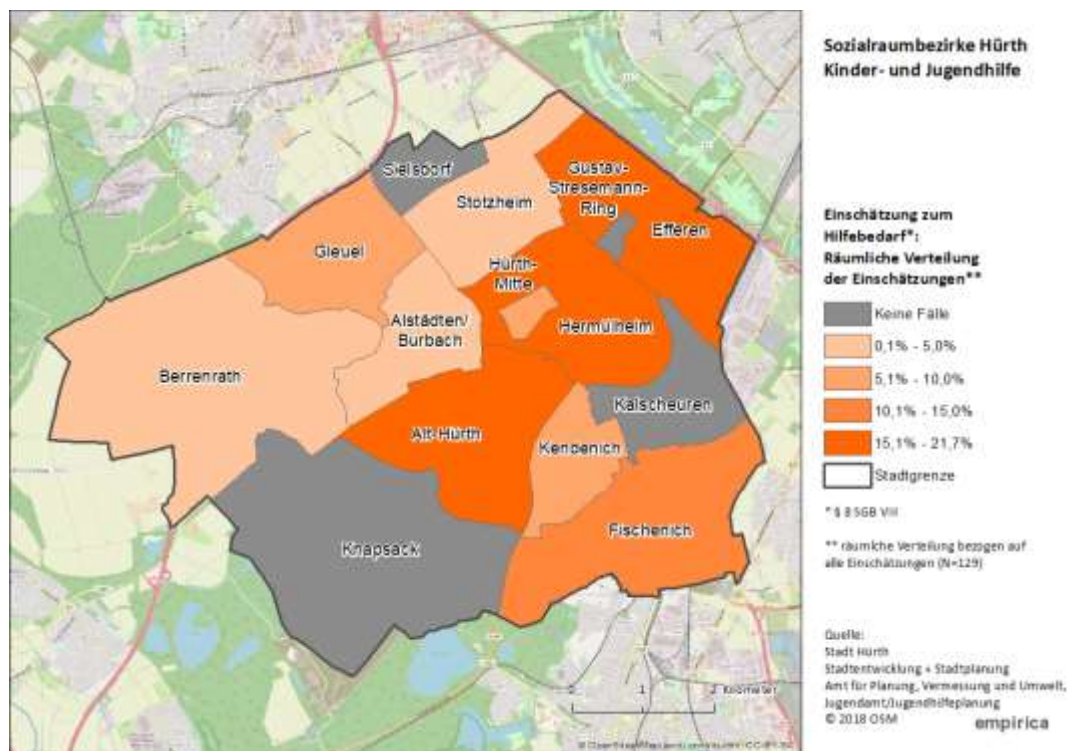 Sozialraumbezirke Hürth
Kinder- und Jugendhilfe
Sielsdorf
Stotzheim
Gustav-
Stresemann-
Ring
Efferen
Gleuel
Hürth-
Mitte
Alstädten/
Burbach
Hermülheim
Berrenrath
Kalscheuren
Alt-Hürth
Kendenich
Fischenich
Knapsack
Einschätzung zum
Hilfebedarf*:
Räumliche Verteilung
der Einschätzungen**
Keine Fälle
0,1% - 5,0%
5,1% - 10,0%
10,1% - 15,0%
15,1% - 21,7%
Stadtgrenze
* § 8 SGB VIII
** räumliche Verteilung bezogen auf
alle Einschätzungen (N=129)
Quelle:
Stadt Hürth
Stadtentwicklung + Stadtplanung
Amt für Planung, Vermessung und Umwelt,
Jugendamt/Jugendhilfeplanung
© 2018 OSM
empirica
0 1 2 Kilometer